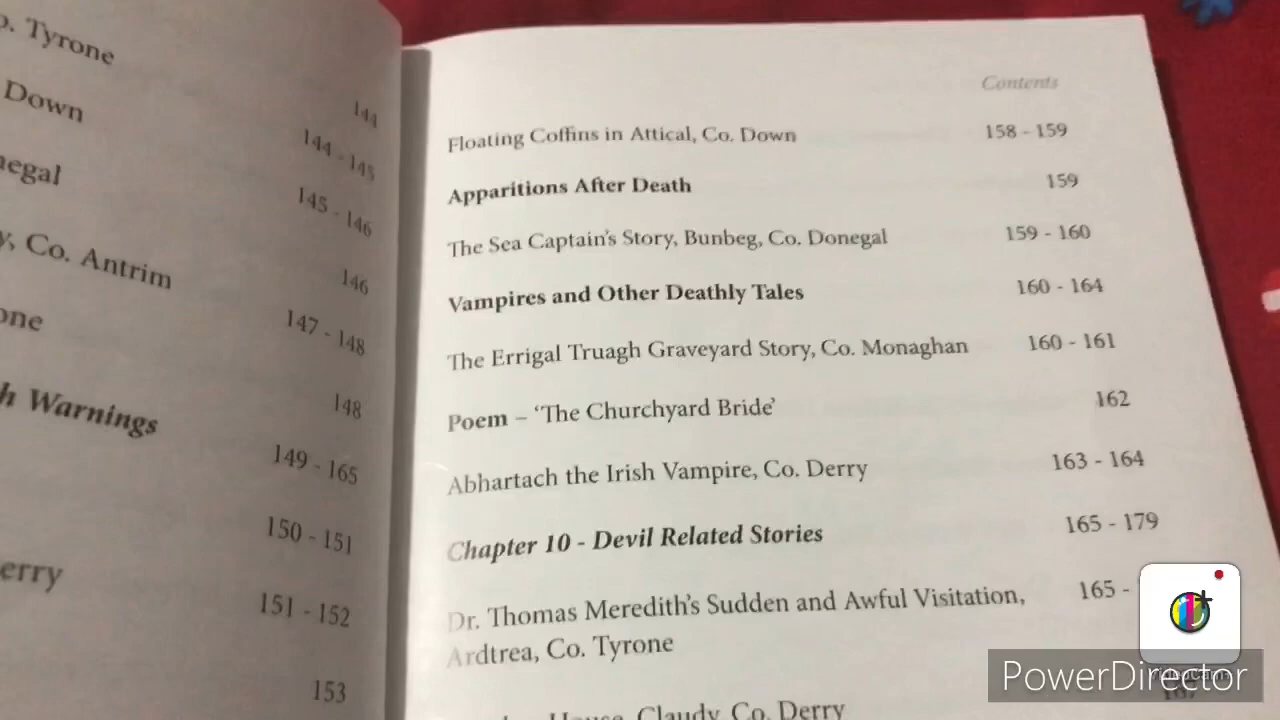 o. Tyrone
144
Down
144 - 145
negal
145 - 146
y, Co. Antrim
146
one
147 - 148
148
h Warnings
149 - 165
150 - 151
erry
151 - 152
153
Contents
Floating Coffins in Attical, Co. Down 158 - 159
Apparitions After Death 159
The Sea Captain's Story, Bunbeg, Co. Donegal 159 - 160
Vampires and Other Deathly Tales 160 - 164
The Errigal Truagh Graveyard Story, Co. Monaghan 160 - 161
Poem – 'The Churchyard Bride' 162
Abhartach the Irish Vampire, Co. Derry 163 - 164
Chapter 10 - Devil Related Stories 165 - 179
Dr. Thomas Meredith's Sudden and Awful Visitation, 165 -
Ardtrea, Co. Tyrone
House, Claudy, Co. Derry
PowerDirector